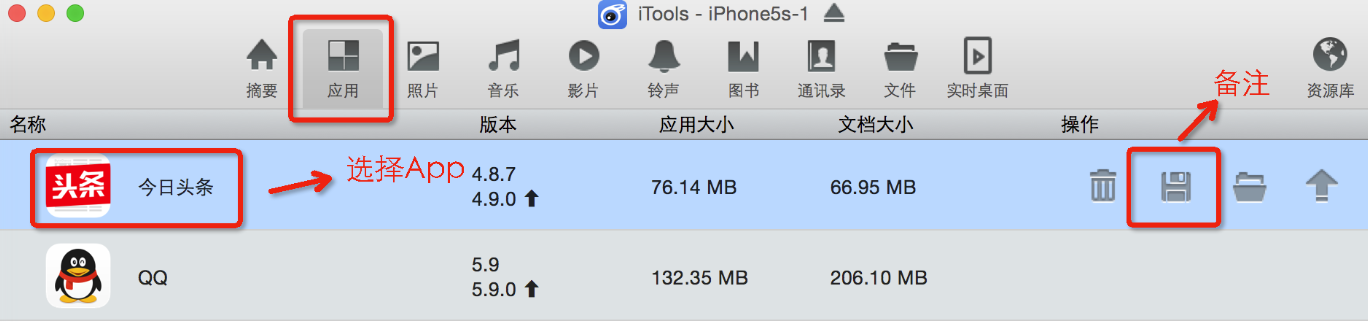 iTools - iPhone5s-1
摘要 应用 照片 音乐 影片 铃声 图书 通讯录 文件 实时桌面 资源库
备注
名称 版本 应用大小 文档大小 操作
头条 今日头条 选择App 4.8.7 76.14 MB 66.95 MB
4.9.0
QQ 5.9 132.35 MB 206.10 MB
5.9.0